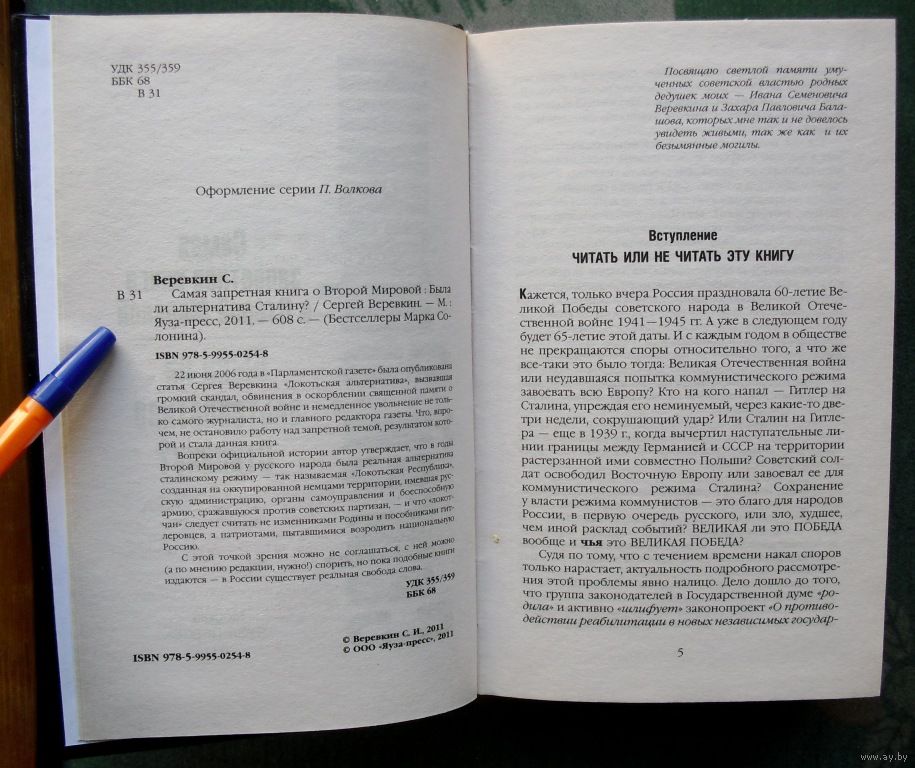 УДК 355/359
ББК 68
В 31
Оформление серии П. Волкова
Веревкин С.
В 31 Самая запретная книга о Второй Мировой : Была
ли альтернатива Сталину? / Сергей Веревкин. — М. :
Яуза-пресс, 2011. — 608 с. — (Бестселлеры Марка Со-
лонина).
ISBN 978-5-9955-0254-8
22 июня 2006 года в «Парламентской газете» была опубликована
статья Сергея Веревкина «Локотьская альтернатива», вызвавшая
громкий скандал, обвинения в оскорблении священной памяти о
Великой Отечественной войне и немедленное увольнение не толь-
ко самого журналиста, но и главного редактора газеты. Что, впро-
чем, не остановило работу над запретной темой, результатом кото-
рой и стала данная книга.
Вопреки официальной истории автор утверждает, что в годы
Второй Мировой у русского народа была реальная альтернатива
сталинскому режиму — так называемая «Локотьская Республика»,
созданная на оккупированной немцами территории, имевшая рус-
скую администрацию, органы самоуправления и боеспособную
армию, сражавшуюся против советских партизан, — и что «локот-
чан» следует считать не изменниками Родины и пособниками гит-
леровцев, а патриотами, пытавшимися возродить национальную
Россию.
С этой точкой зрения можно не соглашаться, с ней можно
(а по мнению редакции, нужно!) спорить, но пока подобные книги
издаются — в России существует реальная свобода слова.
УДК 355/359
ББК 68
© Веревкин С. И., 2011
© ООО «Яуза-пресс», 2011
ISBN 978-5-9955-0254-8
Посвящаю светлой памяти уму-
ченных советской властью родных
дедушек моих — Ивана Семеновича
Веревкина и Захара Павловича Бала-
шова, которых мне так и не довелось
увидеть живыми, так же как и их
безымянные могилы.
Вступление
ЧИТАТЬ ИЛИ НЕ ЧИТАТЬ ЭТУ КНИГУ
Кажется, только вчера Россия праздновала 60-летие Ве-
ликой Победы советского народа в Великой Отече-
ственной войне 1941—1945 гг. А уже в следующем году
будет 65-летие этой даты. И с каждым годом в обществе
не прекращаются споры относительно того, а что же
все-таки это было тогда: Великая Отечественная война
или неудавшаяся попытка коммунистического режима
завоевать всю Европу? Кто на кого напал — Гитлер на
Сталина, упреждая его неминуемый, через какие-то две-
три недели, сокрушающий удар? Или Сталин на Гитле-
ра — еще в 1939 г., когда вычертил наступательные ли-
нии границы между Германией и СССР на территории
растерзанной ими совместно Польши? Советский сол-
дат освободил Восточную Европу или завоевал ее для
коммунистического режима Сталина? Сохранение
у власти режима коммунистов — это благо для народов
России, в первую очередь русского, или зло, худшее,
чем иной расклад событий? ВЕЛИКАЯ ли это ПОБЕДА
вообще и чья это ВЕЛИКАЯ ПОБЕДА?
Судя по тому, что с течением времени накал споров
только нарастает, актуальность подробного рассмотре-
ния этой проблемы явно налицо. Дело дошло до того,
что группа законодателей в Государственной думе «ро-
дила» и активно «шлифует» законопроект «О противо-
действии реабилитации в новых независимых государ-
5
www.ay.by